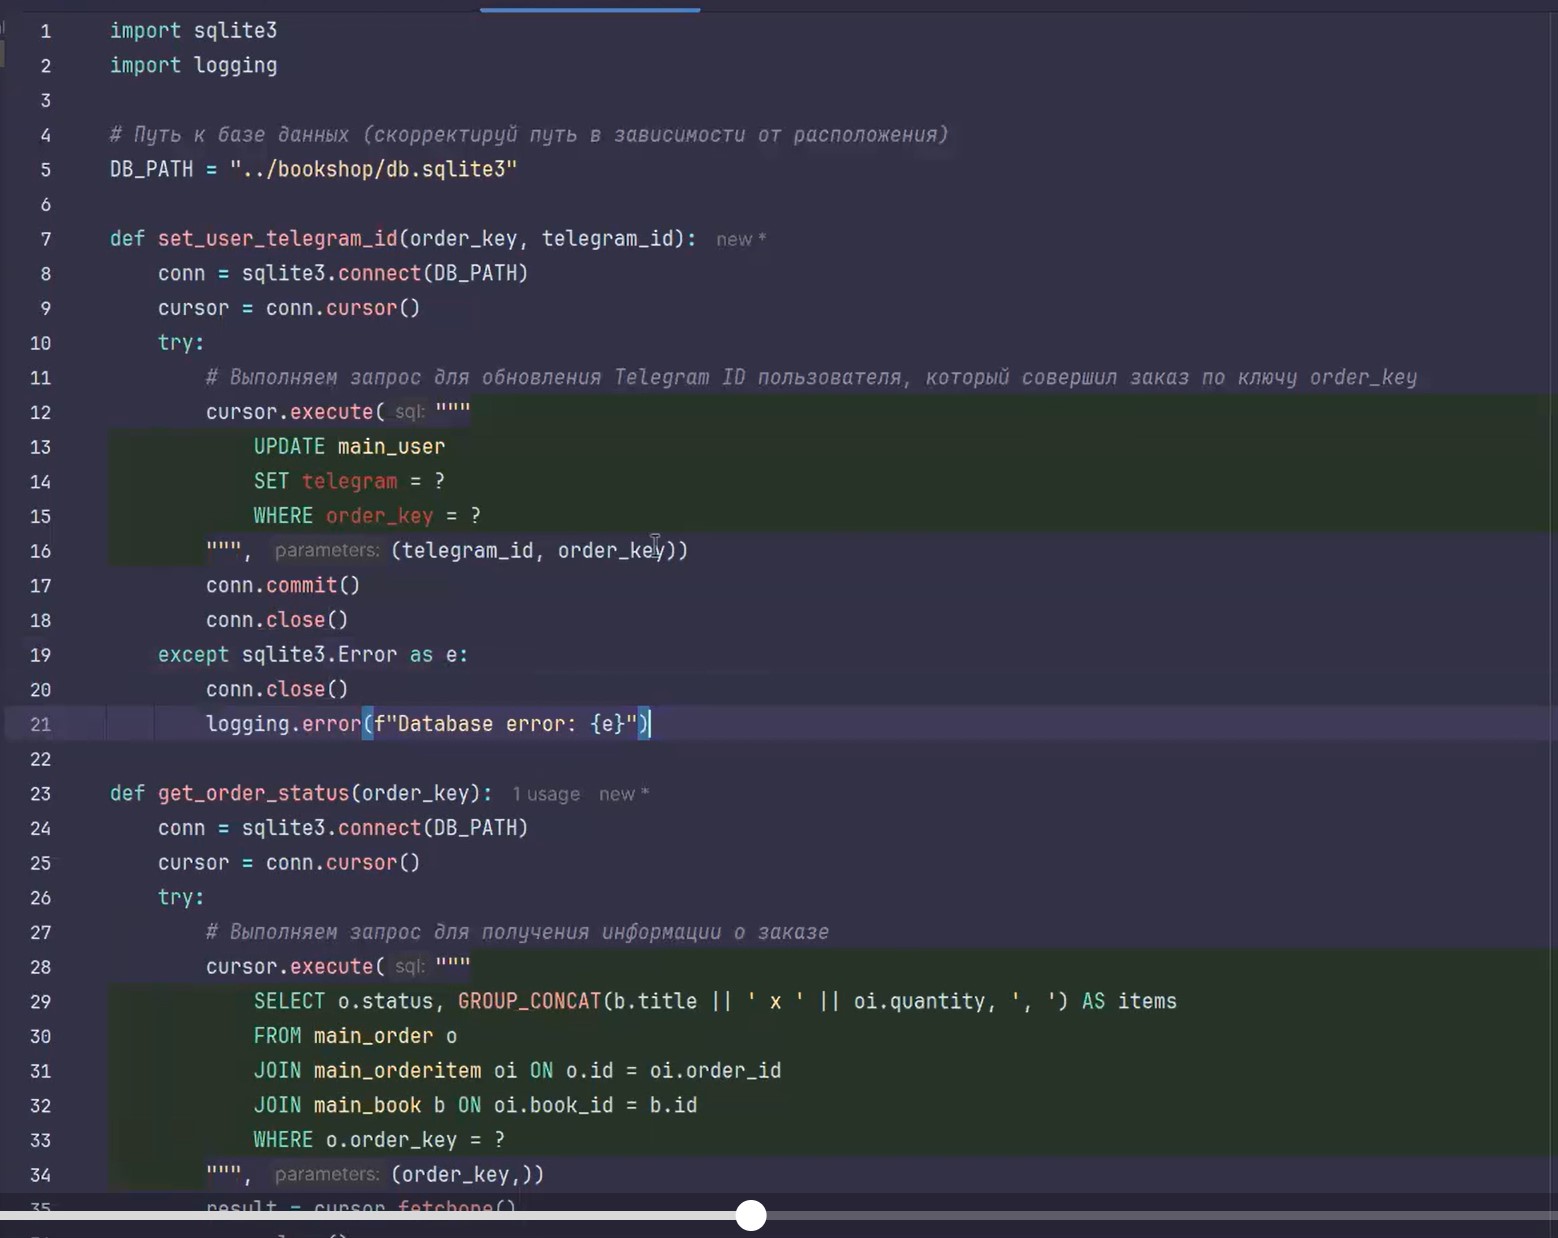 1 import sqlite3
2 import logging
3
4 # Путь к базе данных (скорректируй путь в зависимости от расположения)
5 DB_PATH = "../bookshop/db.sqlite3"
6
7 def set_user_telegram_id(order_key, telegram_id): new *
8 conn = sqlite3.connect(DB_PATH)
9 cursor = conn.cursor()
10 try:
11 # Выполняем запрос для обновления Telegram ID пользователя, который совершил заказ по ключу order_key
12 cursor.execute( sql: """
13 UPDATE main_user
14 SET telegram = ?
15 WHERE order_key = ?
16 """, parameters: (telegram_id, order_key))
17 conn.commit()
18 conn.close()
19 except sqlite3.Error as e:
20 conn.close()
21 logging.error(f"Database error: {e}")
22
23 def get_order_status(order_key): 1 usage new *
24 conn = sqlite3.connect(DB_PATH)
25 cursor = conn.cursor()
26 try:
27 # Выполняем запрос для получения информации о заказе
28 cursor.execute( sql: """
29 SELECT o.status, GROUP_CONCAT(b.title || ' x ' || oi.quantity, ', ') AS items
30 FROM main_order o
31 JOIN main_orderitem oi ON o.id = oi.order_id
32 JOIN main_book b ON oi.book_id = b.id
33 WHERE o.order_key = ?
34 """, parameters: (order_key,))
35 result = cursor.fetchone()